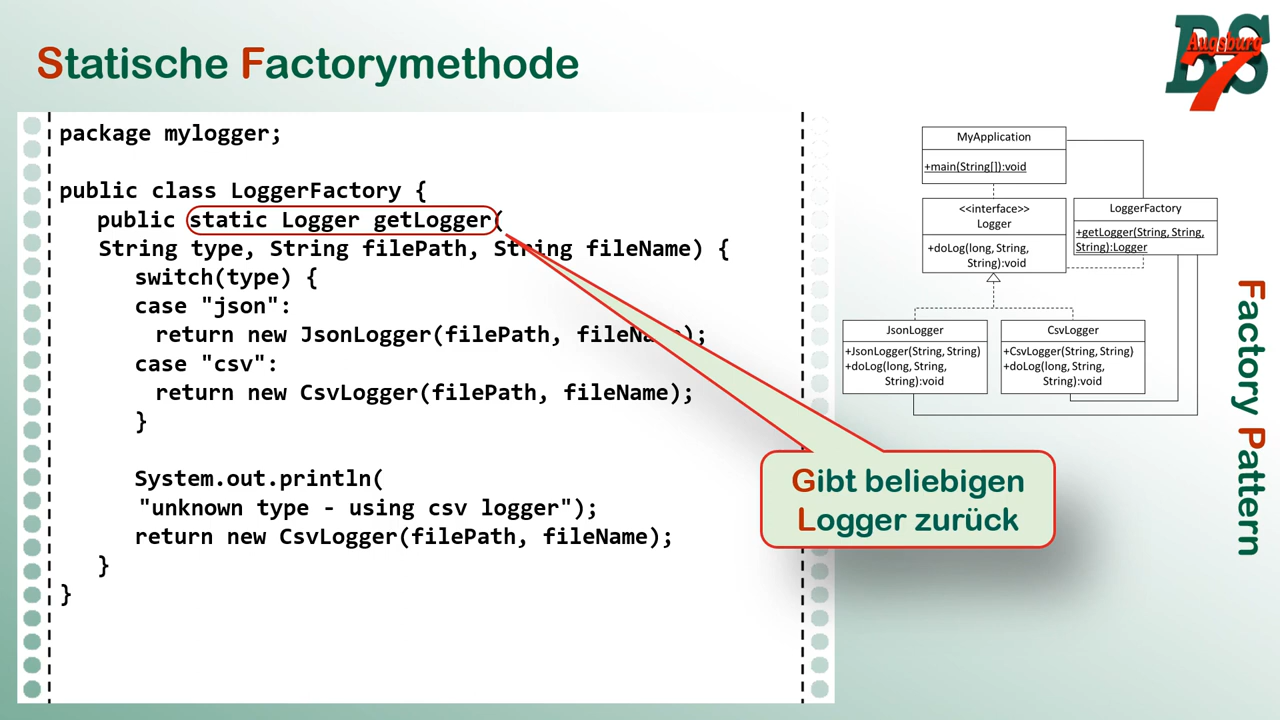 Statische Factorymethode
BS
Augsburg
7
package mylogger;
public class LoggerFactory {
public static Logger getLogger(
String type, String filePath, String fileName) {
switch(type) {
case "json":
return new JsonLogger(filePath, fileName);
case "csv":
return new CsvLogger(filePath, fileName);
}
System.out.println(
"unknown type - using csv logger");
return new CsvLogger(filePath, fileName);
}
}
Gibt beliebigen
Logger zurück
MyApplication
+main(String[]):void
<<interface>>
Logger
+doLog(long, String,
String):void
LoggerFactory
+getLogger(String, String,
String):Logger
JsonLogger
+JsonLogger(String, String)
+doLog(long, String,
String):void
CsvLogger
+CsvLogger(String, String)
+doLog(long, String,
String):void
Factory Pattern